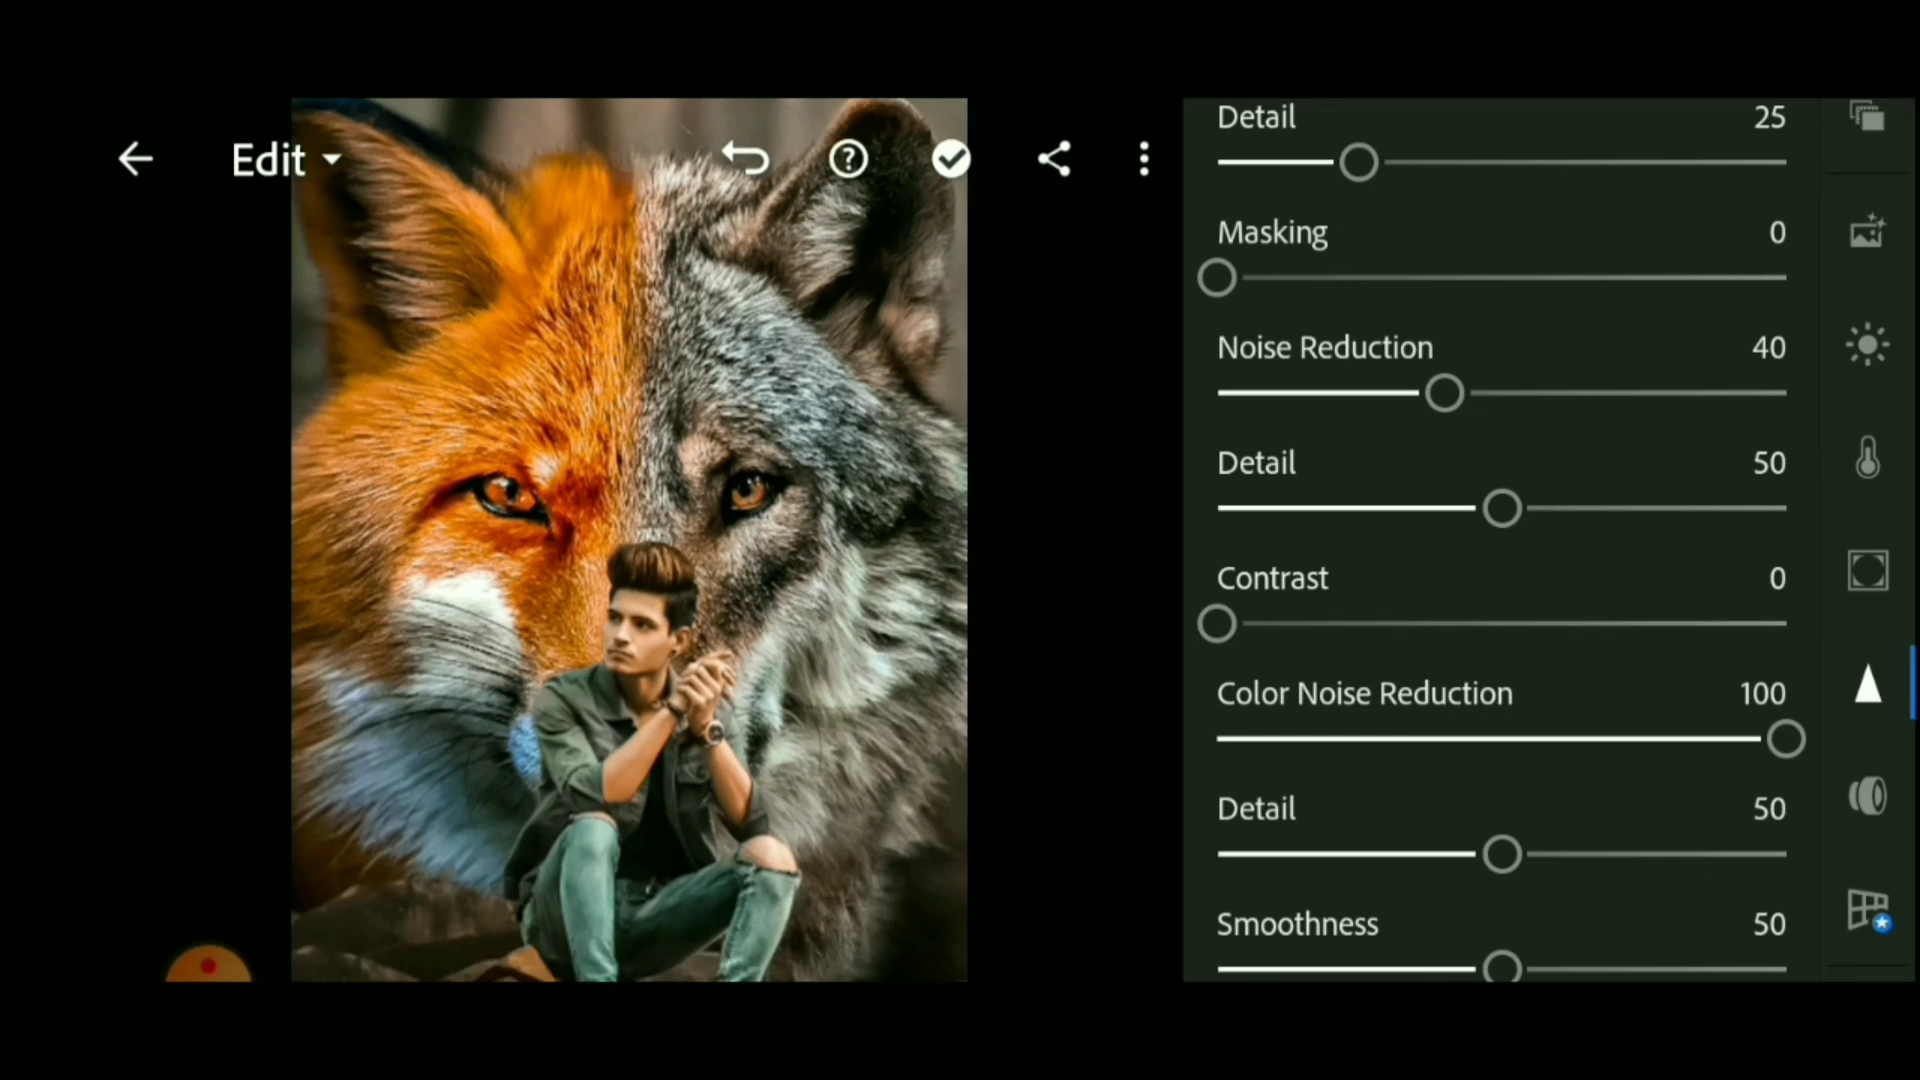 Edit
Detail 25
Masking 0
Noise Reduction 40
Detail 50
Contrast 0
Color Noise Reduction 100
Detail 50
Smoothness 50